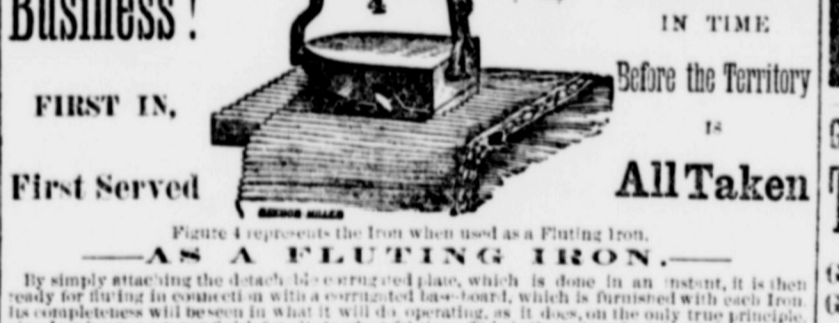 Business!
4
IN TIME
Before the Territory
FIRST IN,
IS
First Served
All Taken
Figure 4 represents the Iron when used as a Fluting Iron.
AS A FLUTING IRON.
By simply attaching the detachable corrugated plate, which is done in an instant, it is then
ready for fluting in connection with a corrugated base-board, which is furnished with each Iron.
Its completeness will be seen in what it will do operating, as it does, on the only true principle.